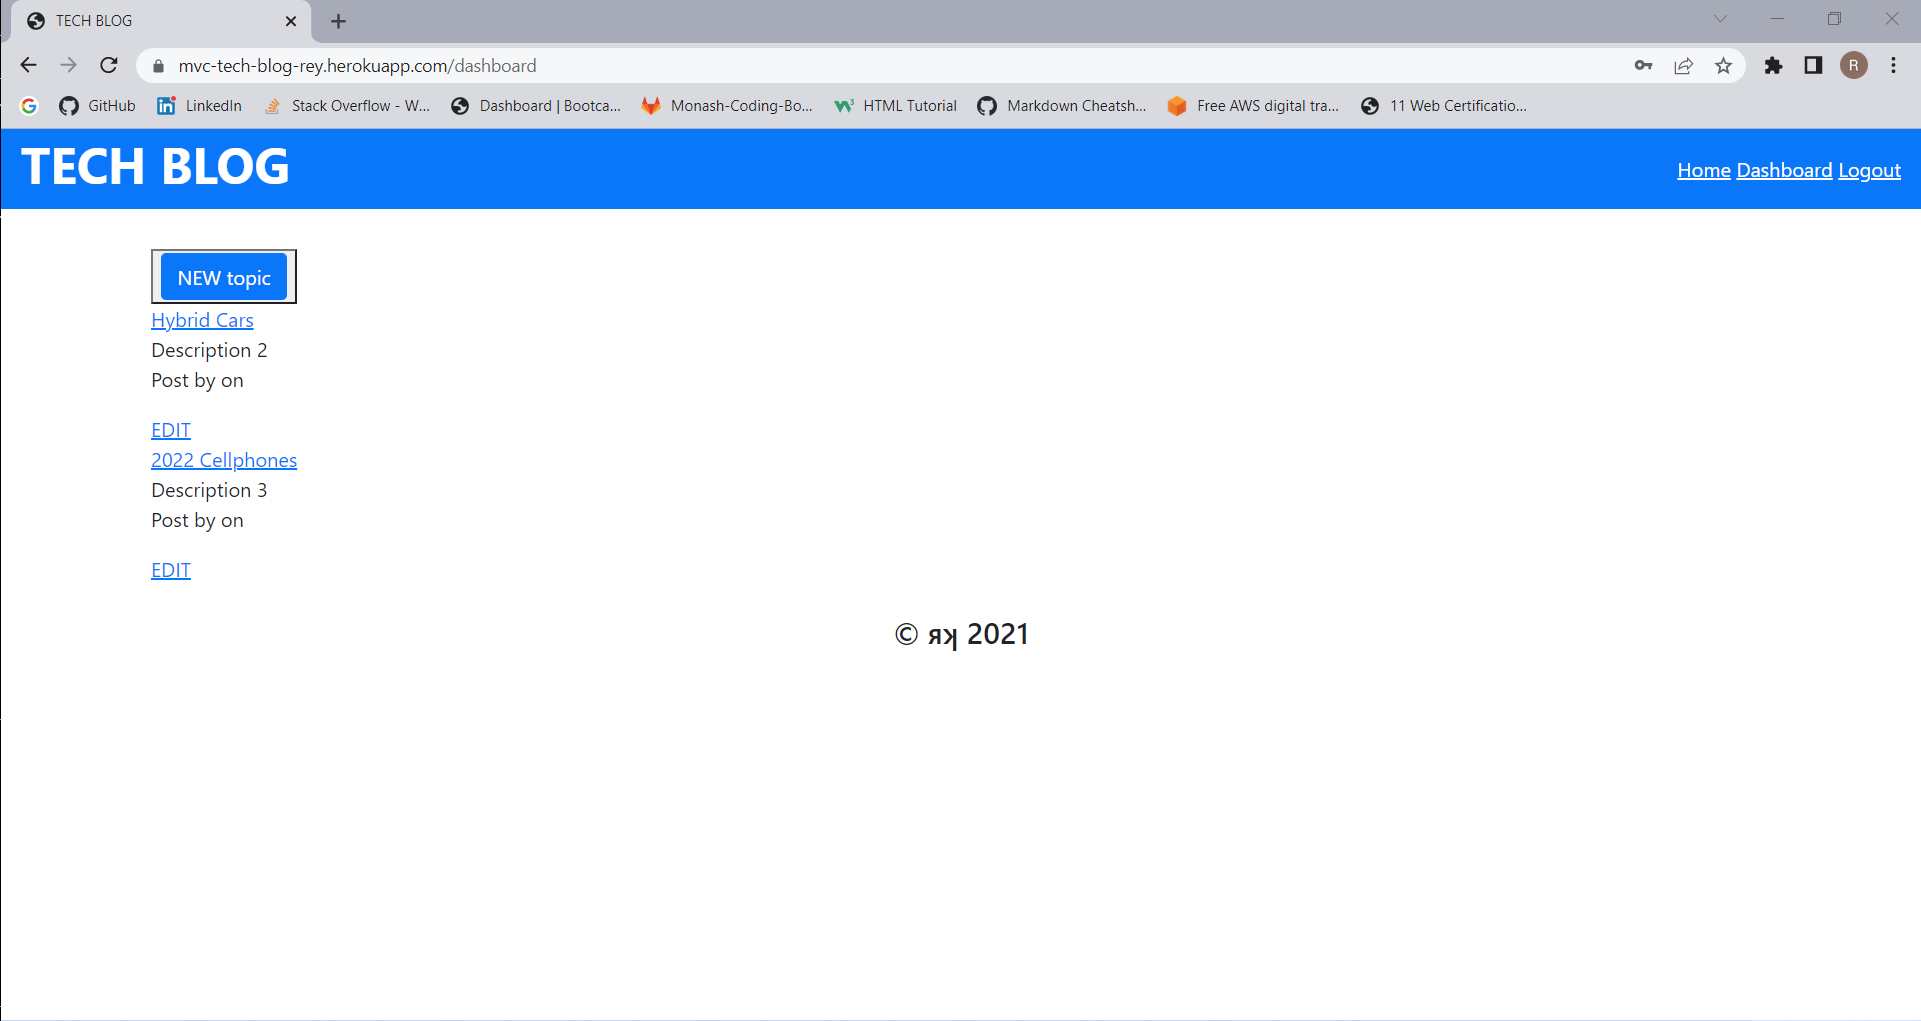 TECH BLOG
mvc-tech-blog-rey.herokuapp.com/dashboard
R
GitHub LinkedIn Stack Overflow - W... Dashboard | Bootca... Monash-Coding-Bo... HTML Tutorial Markdown Cheatsh... Free AWS digital tra... 11 Web Certificatio...
TECH BLOG
Home Dashboard Logout
NEW topic
Hybrid Cars
Description 2
Post by on
EDIT
2022 Cellphones
Description 3
Post by on
EDIT
© ʀʞ 2021